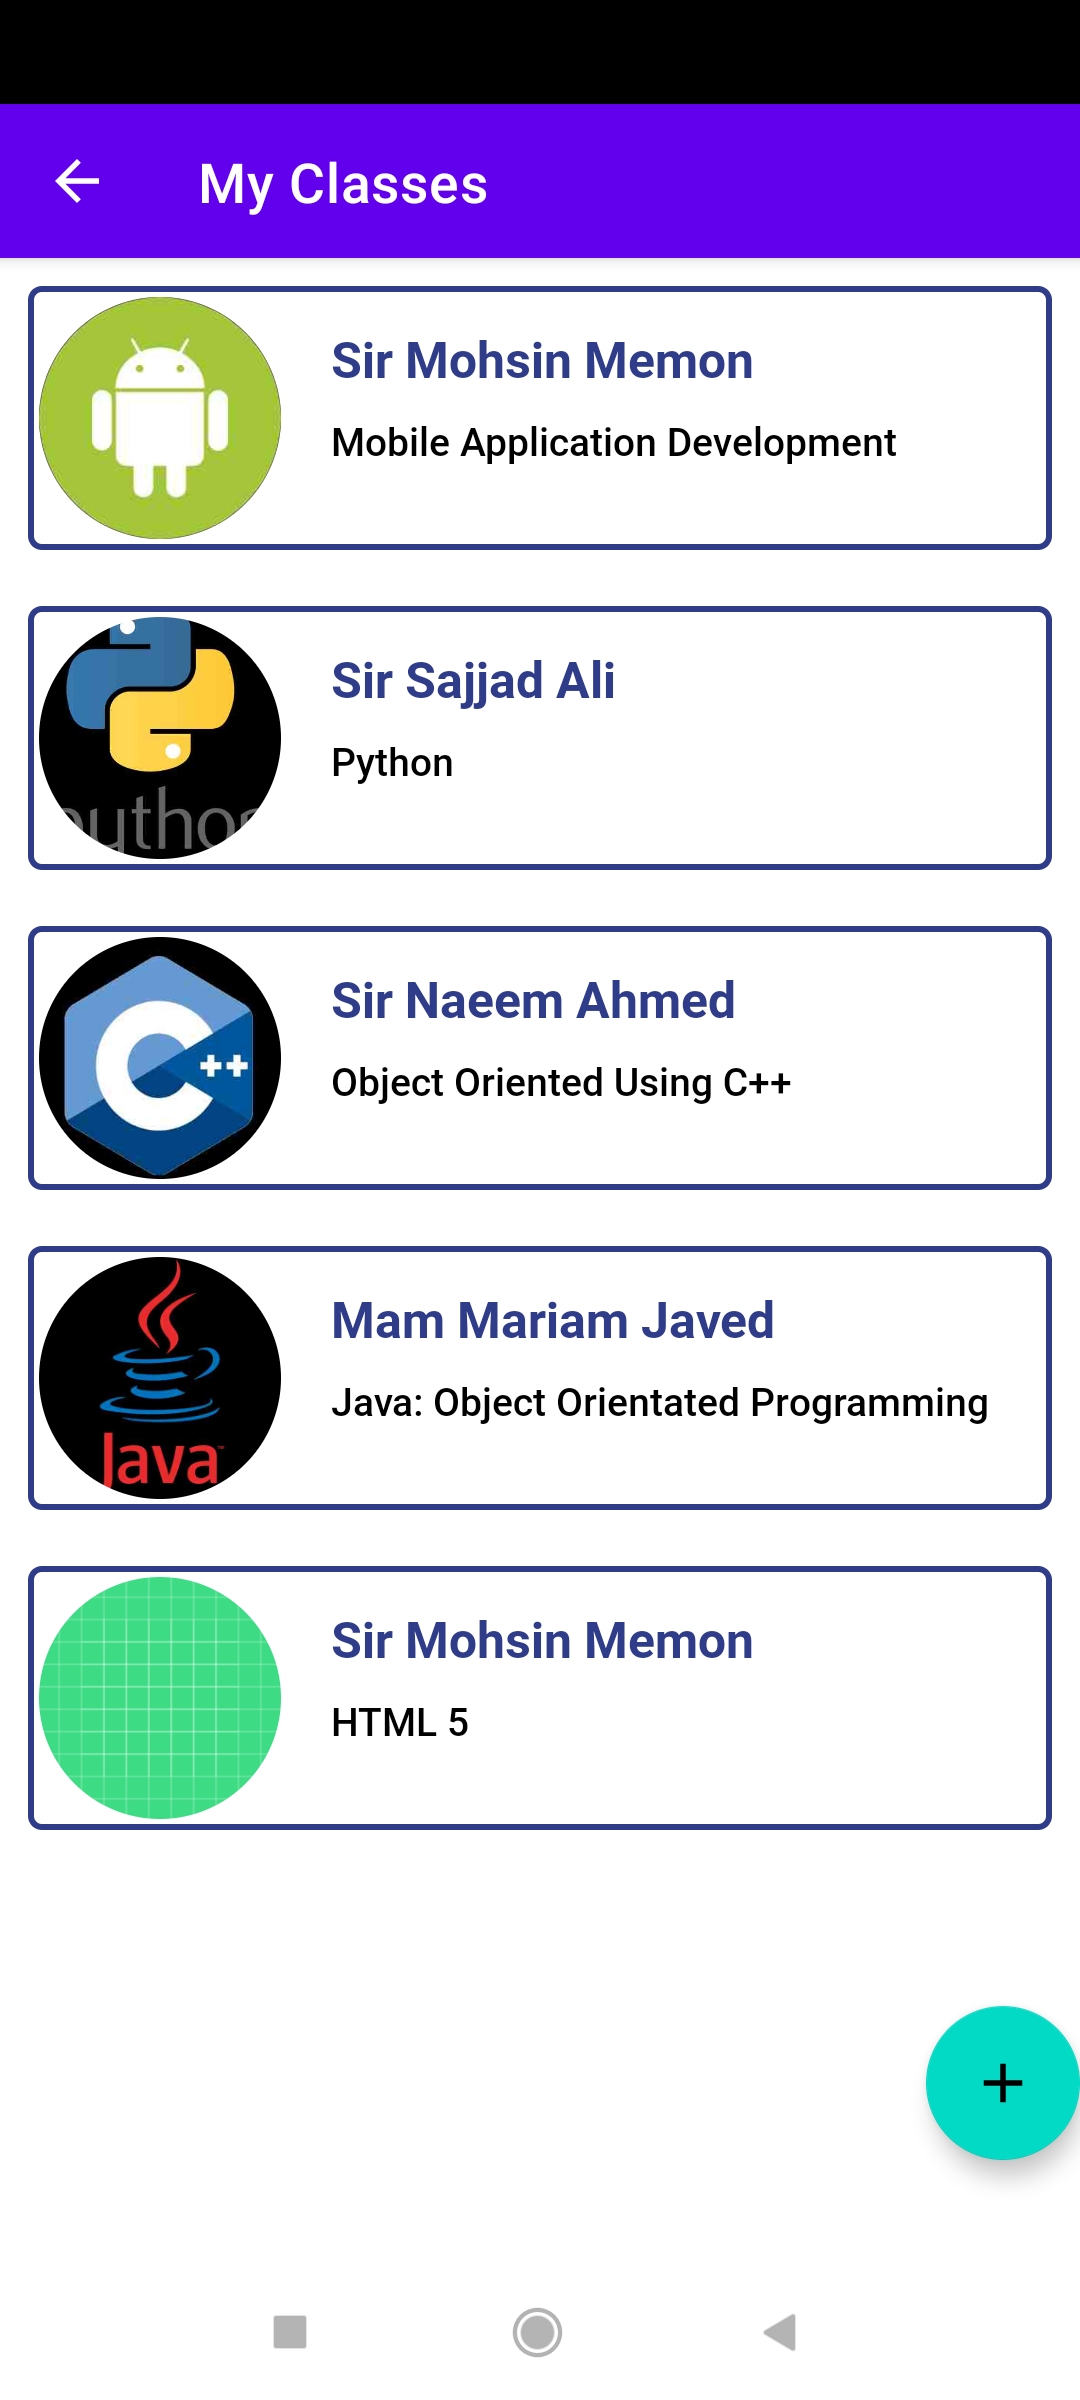 My Classes
Sir Mohsin Memon
Mobile Application Development
Sir Sajjad Ali
Python
python
Sir Naeem Ahmed
Object Oriented Using C++
C++
Mam Mariam Javed
Java: Object Orientated Programming
Java
Sir Mohsin Memon
HTML 5